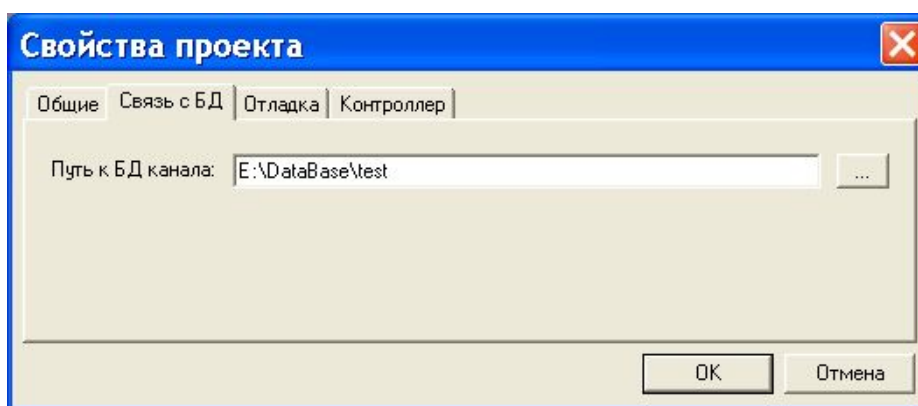 Свойства проекта
Общие Связь с БД Отладка Контроллер
Путь к БД канала: E:\DataBase\test ...
OK Отмена